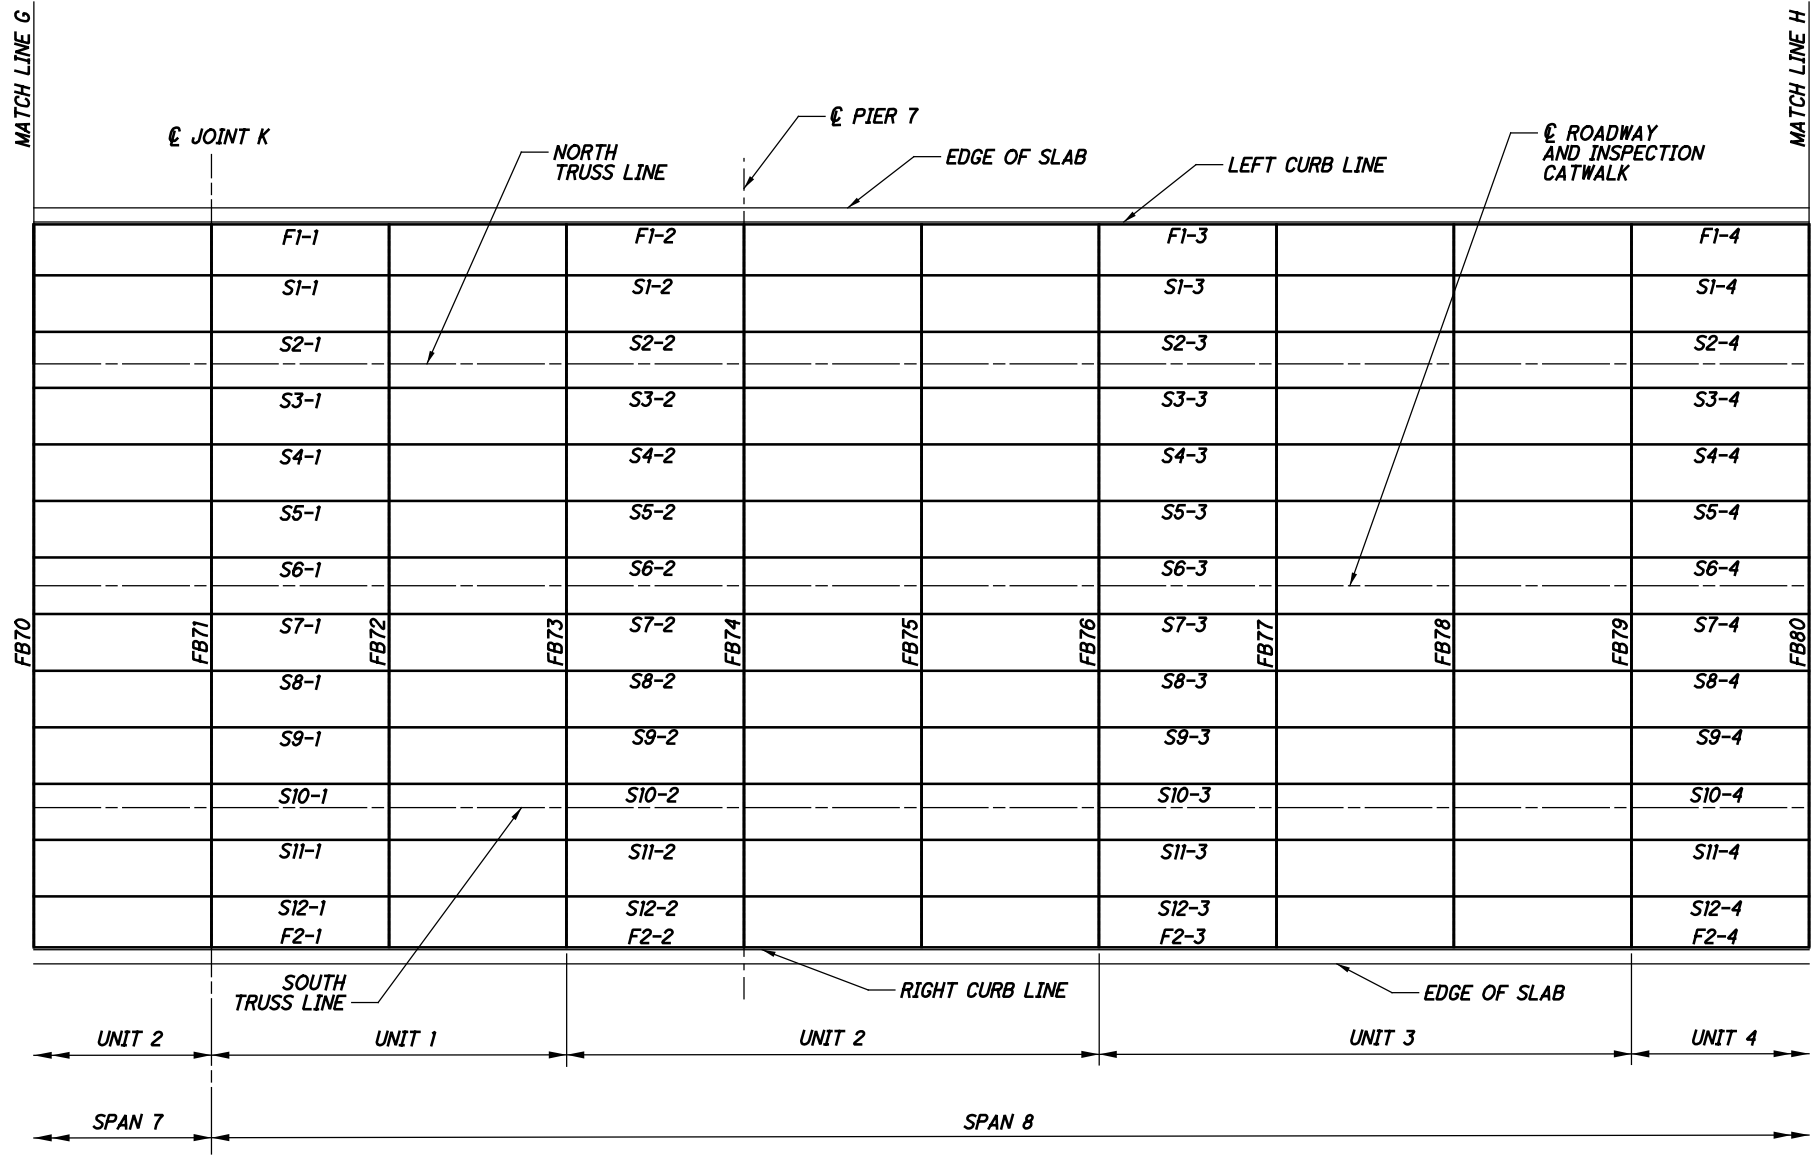 MATCH LINE G
MATCH LINE H
℄ JOINT K
NORTH
TRUSS LINE
℄ PIER 7
EDGE OF SLAB
LEFT CURB LINE
℄ ROADWAY
AND INSPECTION
CATWALK
F1-1 F1-2 F1-3 F1-4
S1-1 S1-2 S1-3 S1-4
S2-1 S2-2 S2-3 S2-4
S3-1 S3-2 S3-3 S3-4
S4-1 S4-2 S4-3 S4-4
S5-1 S5-2 S5-3 S5-4
S6-1 S6-2 S6-3 S6-4
S7-1 S7-2 S7-3 S7-4
FB70 FB71 FB72 FB73 FB74 FB75 FB76 FB77 FB78 FB79 FB80
S8-1 S8-2 S8-3 S8-4
S9-1 S9-2 S9-3 S9-4
S10-1 S10-2 S10-3 S10-4
S11-1 S11-2 S11-3 S11-4
S12-1 S12-2 S12-3 S12-4
F2-1 F2-2 F2-3 F2-4
SOUTH
TRUSS LINE
RIGHT CURB LINE
EDGE OF SLAB
UNIT 2 UNIT 1 UNIT 2 UNIT 3 UNIT 4
SPAN 7 SPAN 8